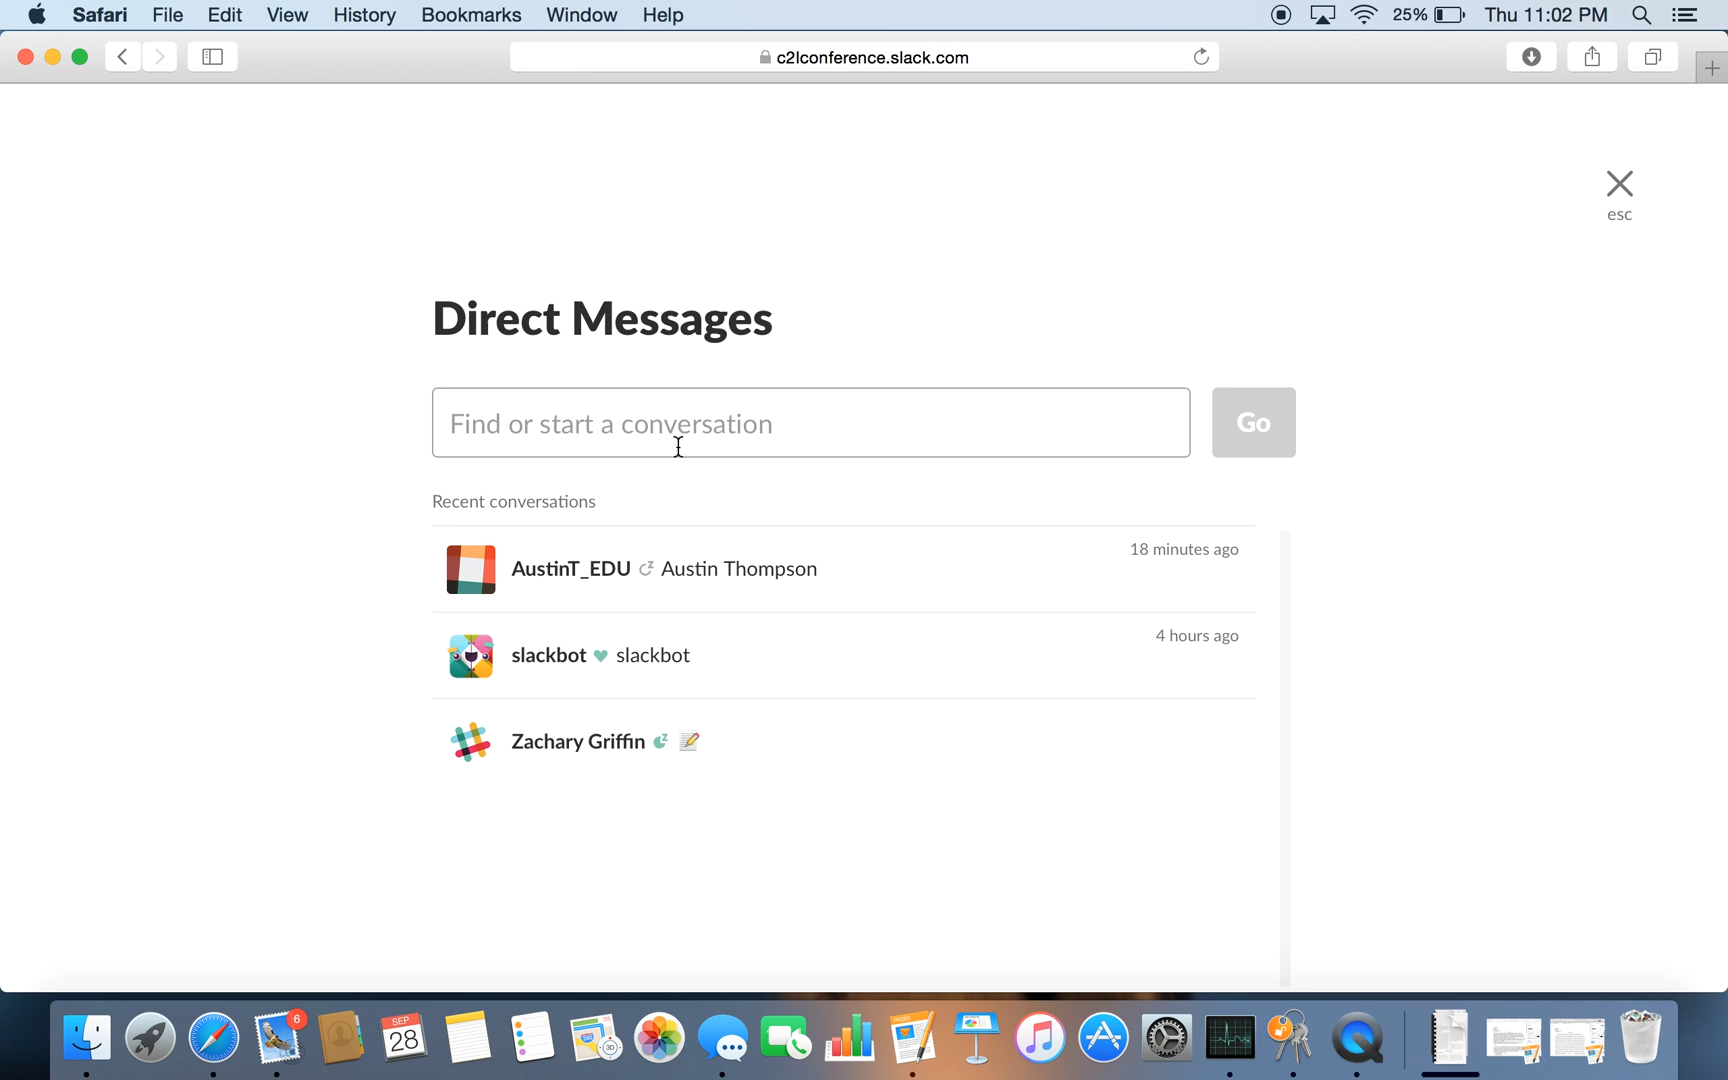 Safari File Edit View History Bookmarks Window Help 25% Thu 11:02 PM
c2lconference.slack.com
esc
Direct Messages
Find or start a conversation
Go
Recent conversations
AustinT_EDU Austin Thompson
18 minutes ago
slackbot slackbot
4 hours ago
Zachary Griffin
6
SEP
28
3D
PAGES